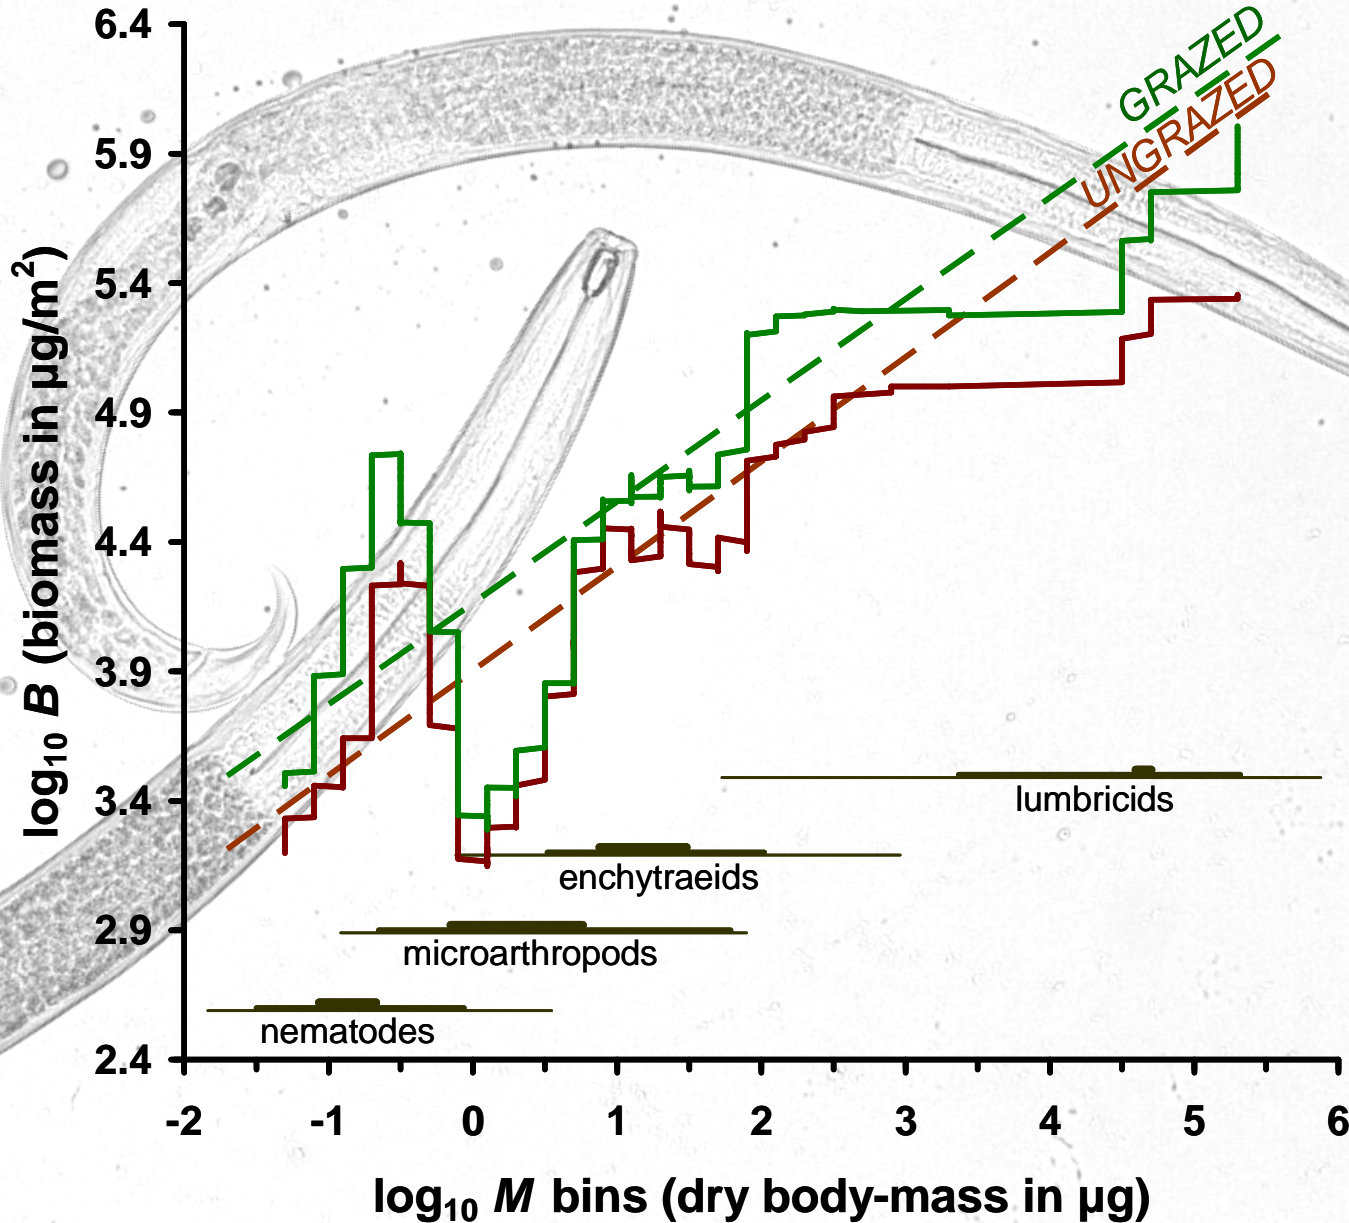 6.4
5.9
5.4
4.9
4.4
3.9
3.4
2.9
2.4
log10 B (biomass in µg/m2)
GRAZED
UNGRAZED
lumbricids
enchytraeids
microarthropods
nematodes
-2 -1 0 1 2 3 4 5 6
log10 M bins (dry body-mass in µg)